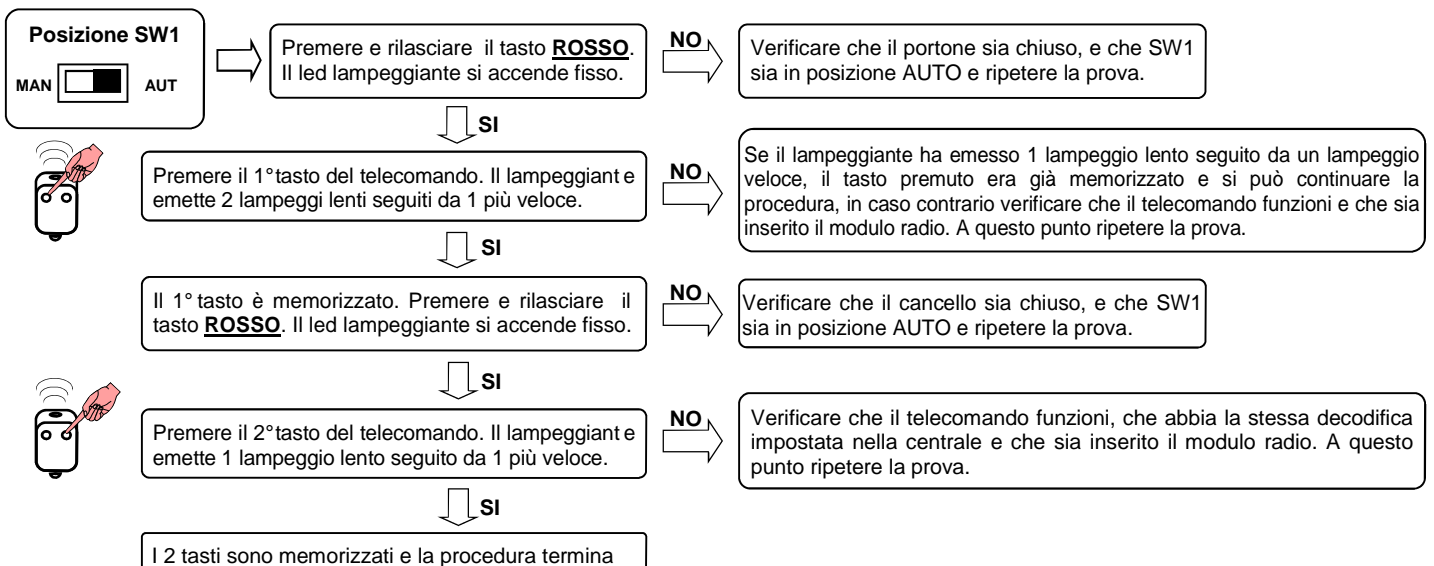 Posizione SW1
MAN AUT
Premere e rilasciare il tasto ROSSO.
Il led lampeggiante si accende fisso.
NO
Verificare che il portone sia chiuso, e che SW1
sia in posizione AUTO e ripetere la prova.
SI
Premere il 1° tasto del telecomando. Il lampeggiant e
emette 2 lampeggi lenti seguiti da 1 più veloce.
NO
Se il lampeggiante ha emesso 1 lampeggio lento seguito da un lampeggio
veloce, il tasto premuto era già memorizzato e si può continuare la
procedura, in caso contrario verificare che il telecomando funzioni e che sia
inserito il modulo radio. A questo punto ripetere la prova.
SI
Il 1° tasto è memorizzato. Premere e rilasciare il
tasto ROSSO. Il led lampeggiante si accende fisso.
NO
Verificare che il cancello sia chiuso, e che SW1
sia in posizione AUTO e ripetere la prova.
SI
Premere il 2° tasto del telecomando. Il lampeggiant e
emette 1 lampeggio lento seguito da 1 più veloce.
NO
Verificare che il telecomando funzioni, che abbia la stessa decodifica
impostata nella centrale e che sia inserito il modulo radio. A questo
punto ripetere la prova.
SI
I 2 tasti sono memorizzati e la procedura termina